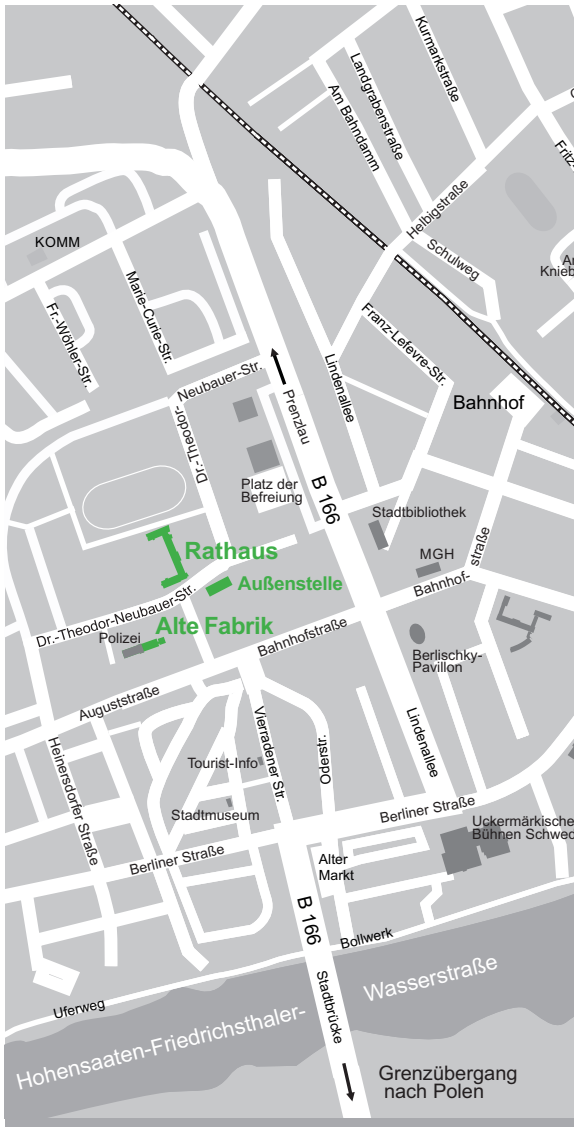 Kurmarkstraße
Landgrabenstraße
Am Bahndamm
Helbigstraße
Schulweg
KOMM
Marie-Curie-Str.
Fr.-Wöhler-Str.
Franz-Lefevre-Str.
Lindenallee
Neubauer-Str.
Dr.-Theodor-
Prenzlau
B 166
Bahnhof
Platz der
Befreiung
Stadtbibliothek
Rathaus
MGH
Bahnhof-
straße
Außenstelle
Dr.-Theodor-Neubauer-Str.
Alte Fabrik
Polizei
Bahnhofstraße
Berlischky-
Pavillon
Auguststraße
Vierradener Str.
Oderstr.
Lindenallee
Heinersdorfer Straße
Tourist-Info
Stadtmuseum
Berliner Straße
Berliner Straße
Uckermärkische
Bühnen Schwed
Alter
Markt
B 166
Bollwerk
Uferweg
Stadtbrücke
Hohensaaten-Friedrichsthaler-
Wasserstraße
Grenzübergang
nach Polen